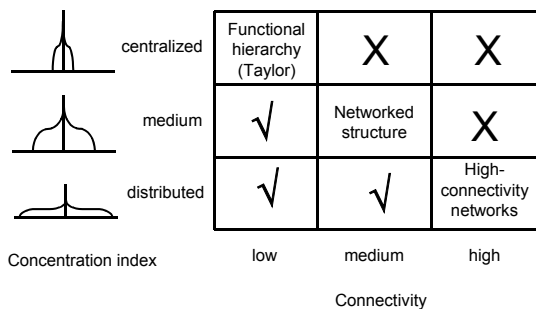 centralized
Functional
hierarchy
(Taylor)
X
X
medium
√
Networked
structure
X
distributed
√
√
High-
connectivity
networks
Concentration index
low
medium
high
Connectivity